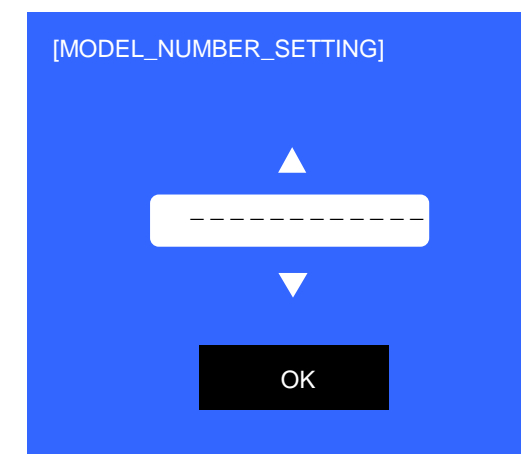 [MODEL_NUMBER_SETTING]
_ _ _ _ _ _ _ _ _ _ _ _
OK